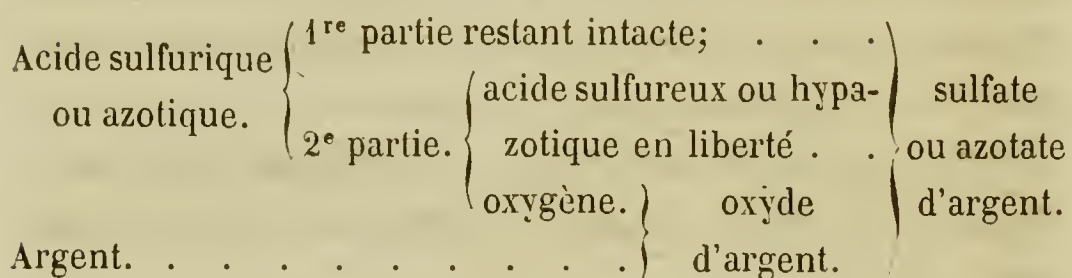 Acide sulfurique
ou azotique.
1re partie restant intacte; . . .
2e partie.
acide sulfureux ou hypa-
zotique en liberté . .
oxygène.
oxyde
d'argent.
sulfate
ou azotate
d'argent.
Argent. . . . . . . . . . .